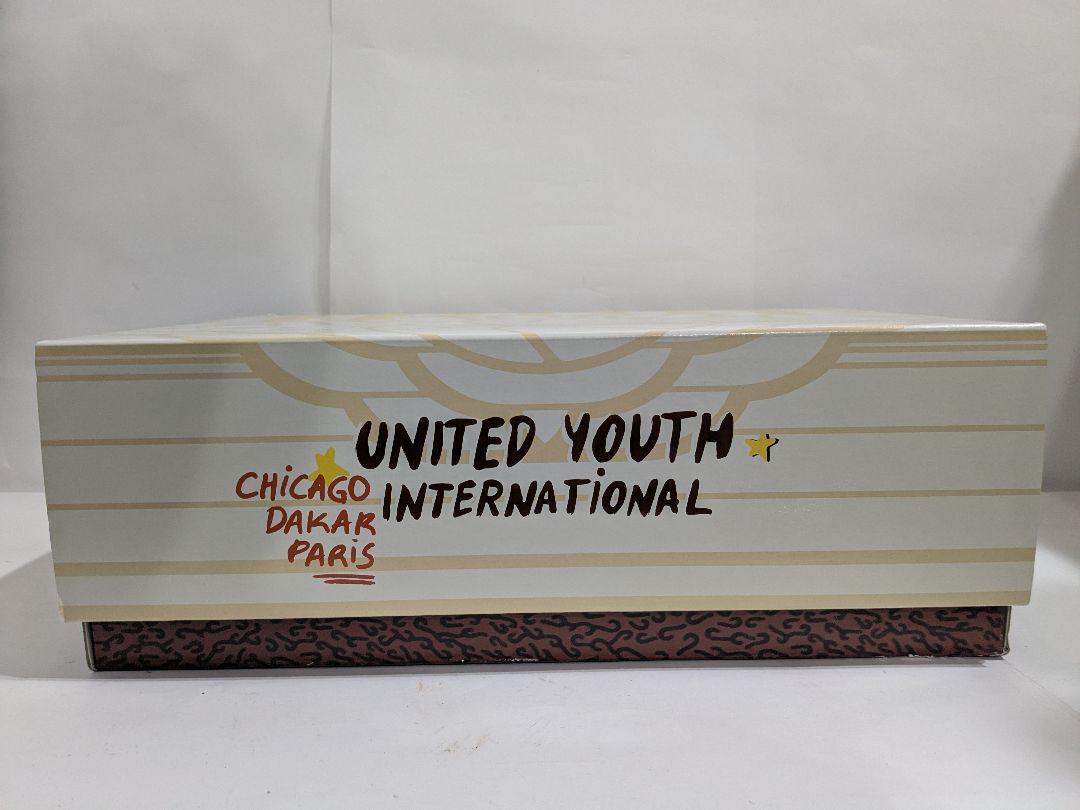 UNITED YOUTH
INTERNATIONAL
CHICAGO
DAKAR
PARIS